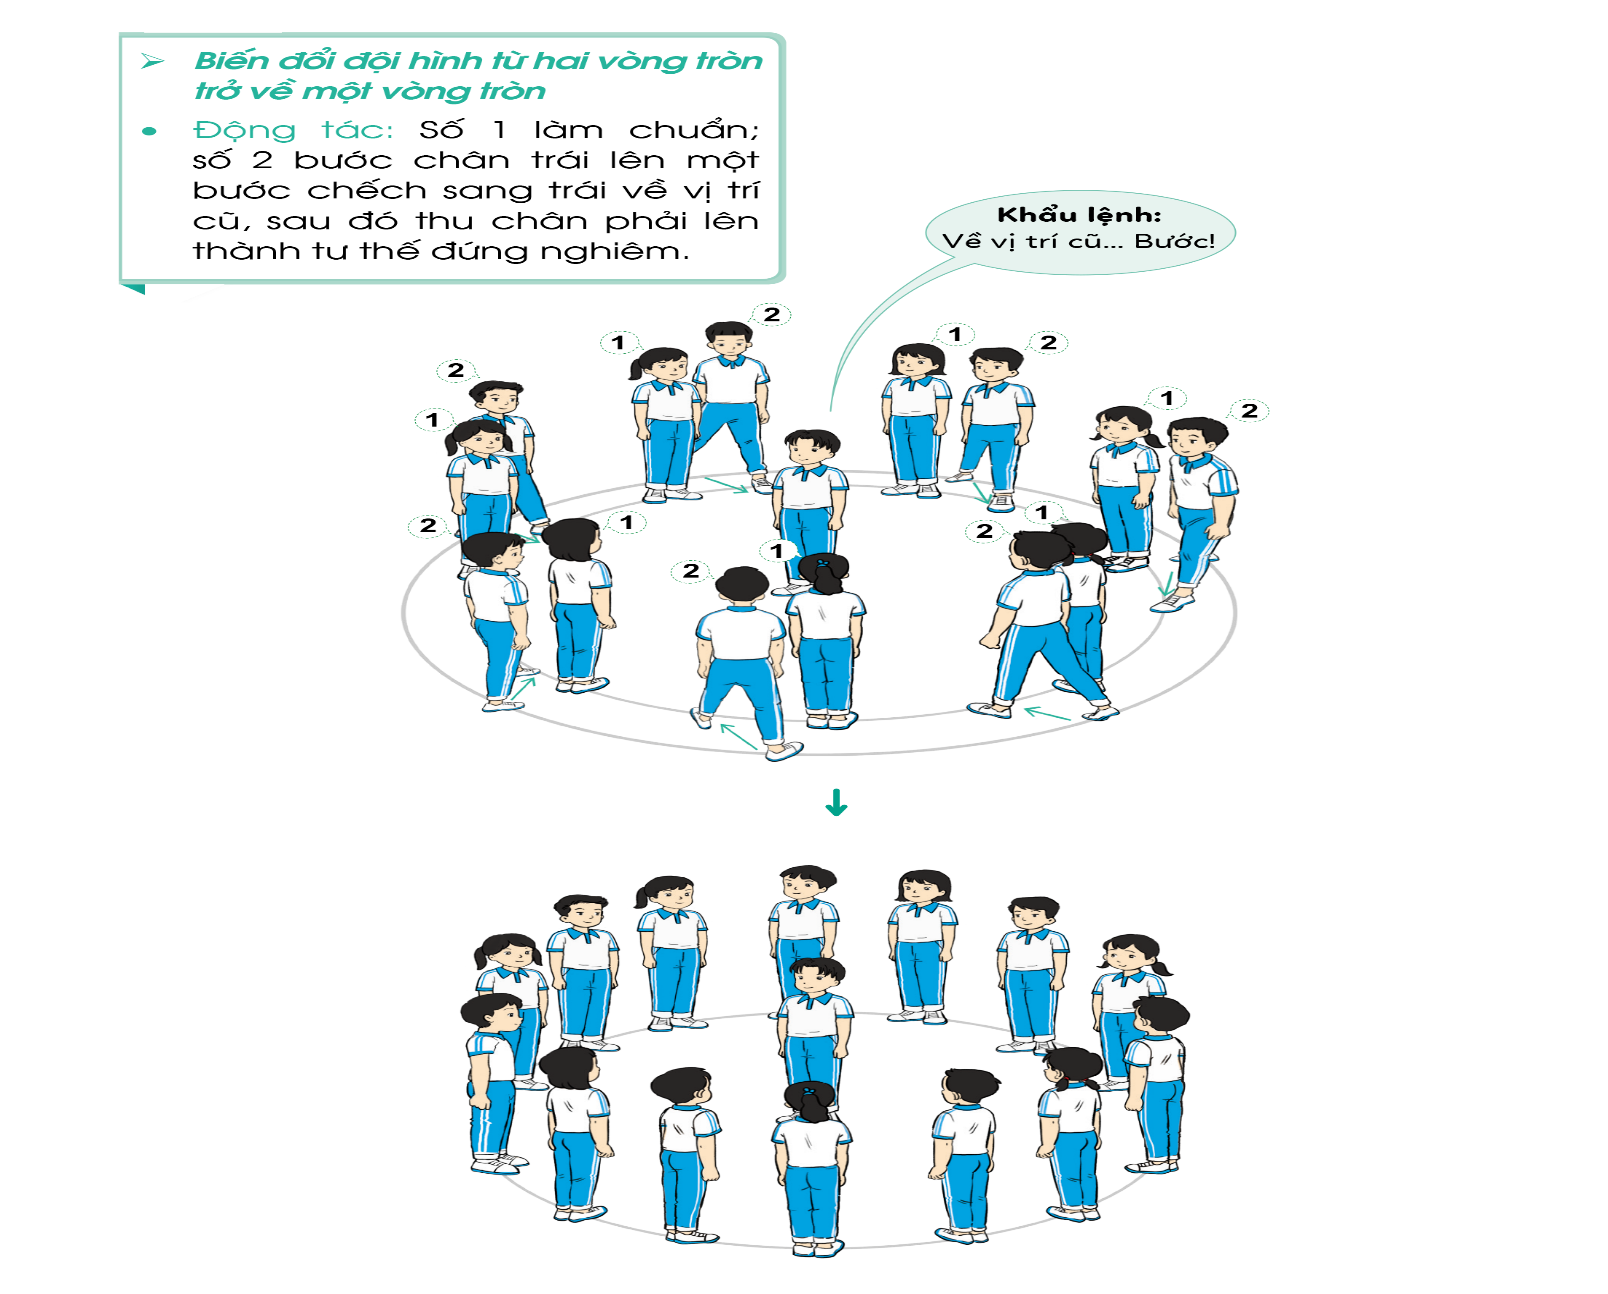 ➢ Biến đổi đội hình từ hai vòng tròn
trở về một vòng tròn
• Động tác: Số 1 làm chuẩn;
số 2 bước chân trái lên một
bước chếch sang trái về vị trí
cũ, sau đó thu chân phải lên
thành tư thế đứng nghiêm.
Khẩu lệnh:
Về vị trí cũ... Bước!
2
1
1
2
2
1
1
2
1
2
2
1
2
1
2
1